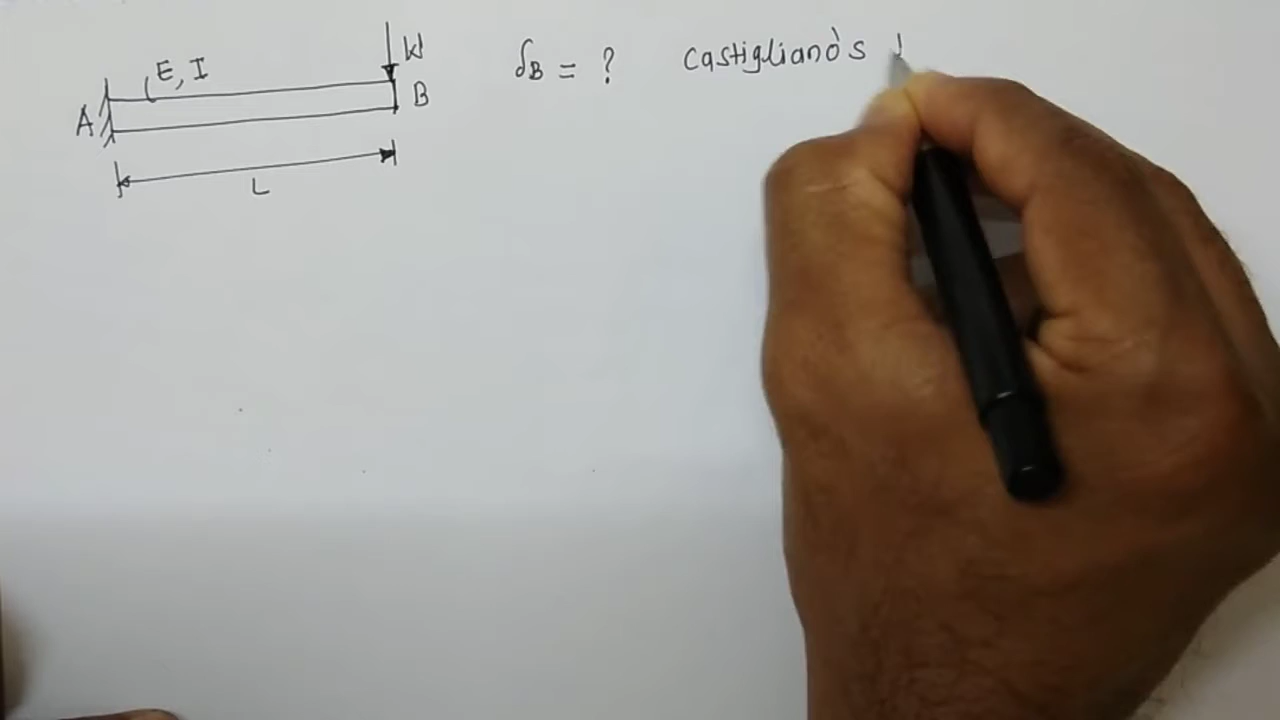 E, I
W
A
B
L
δB = ? Castigliano's